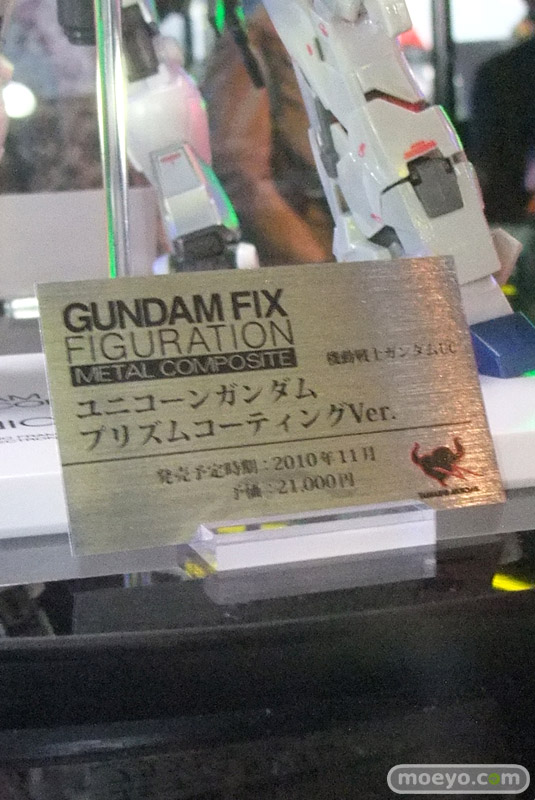 GUNDAM FIX
FIGURATION
METAL COMPOSITE
機動戦士ガンダムUC
ユニコーンガンダム
プリズムコーティングVer.
発売予定時期：2010年11月
予価：21,000円
moeyo.com